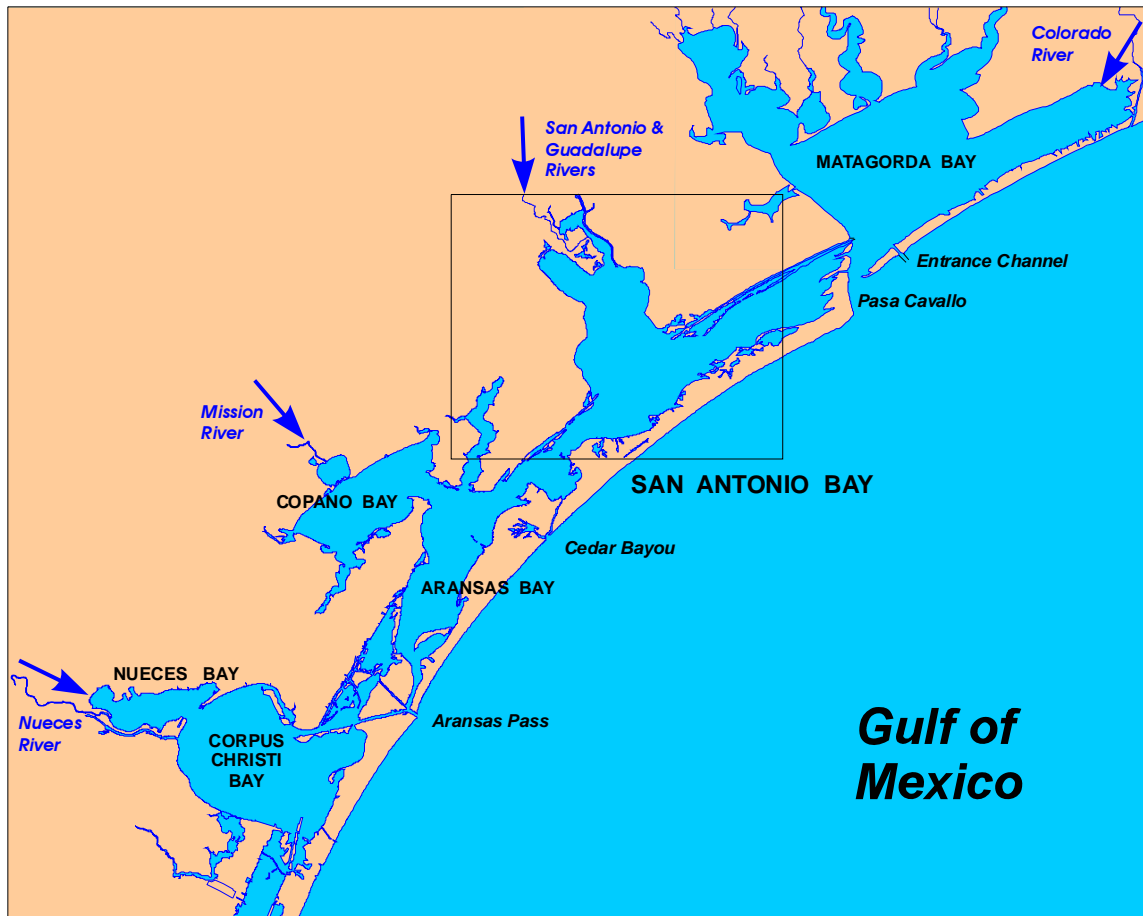 Colorado
River
San Antonio &
Guadalupe
Rivers
MATAGORDA BAY
Entrance Channel
Pasa Cavallo
Mission
River
COPANO BAY
SAN ANTONIO BAY
Cedar Bayou
ARANSAS BAY
NUECES BAY
Nueces
River
Aransas Pass
CORPUS
CHRISTI
BAY
Gulf of
Mexico